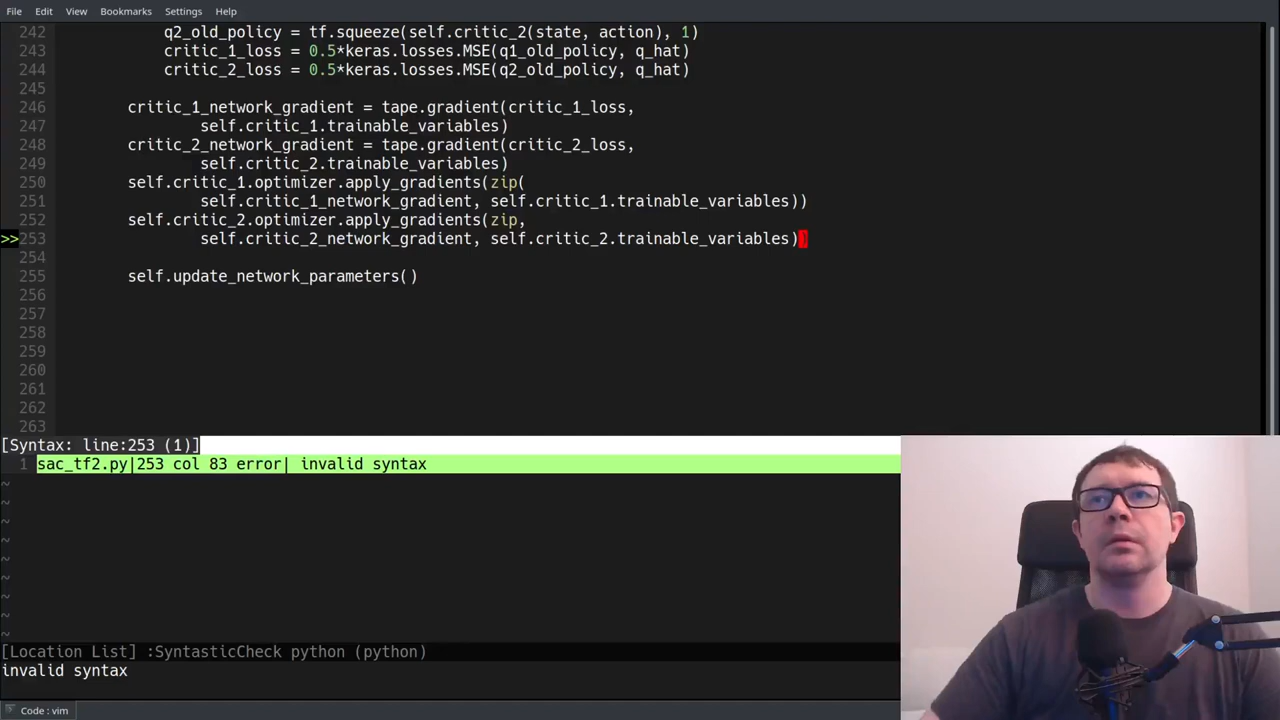 File Edit View Bookmarks Settings Help
242 q2_old_policy = tf.squeeze(self.critic_2(state, action), 1)
243 critic_1_loss = 0.5*keras.losses.MSE(q1_old_policy, q_hat)
244 critic_2_loss = 0.5*keras.losses.MSE(q2_old_policy, q_hat)
245
246 critic_1_network_gradient = tape.gradient(critic_1_loss,
247 self.critic_1.trainable_variables)
248 critic_2_network_gradient = tape.gradient(critic_2_loss,
249 self.critic_2.trainable_variables)
250 self.critic_1.optimizer.apply_gradients(zip(
251 self.critic_1_network_gradient, self.critic_1.trainable_variables))
252 self.critic_2.optimizer.apply_gradients(zip,
>>253 self.critic_2_network_gradient, self.critic_2.trainable_variables))
254
255 self.update_network_parameters()
256
257
258
259
260
261
262
263
[Syntax: line:253 (1)]
1 sac_tf2.py|253 col 83 error| invalid syntax
~
~
~
~
~
~
~
~
~
[Location List] :SyntasticCheck python (python)
invalid syntax
Code : vim